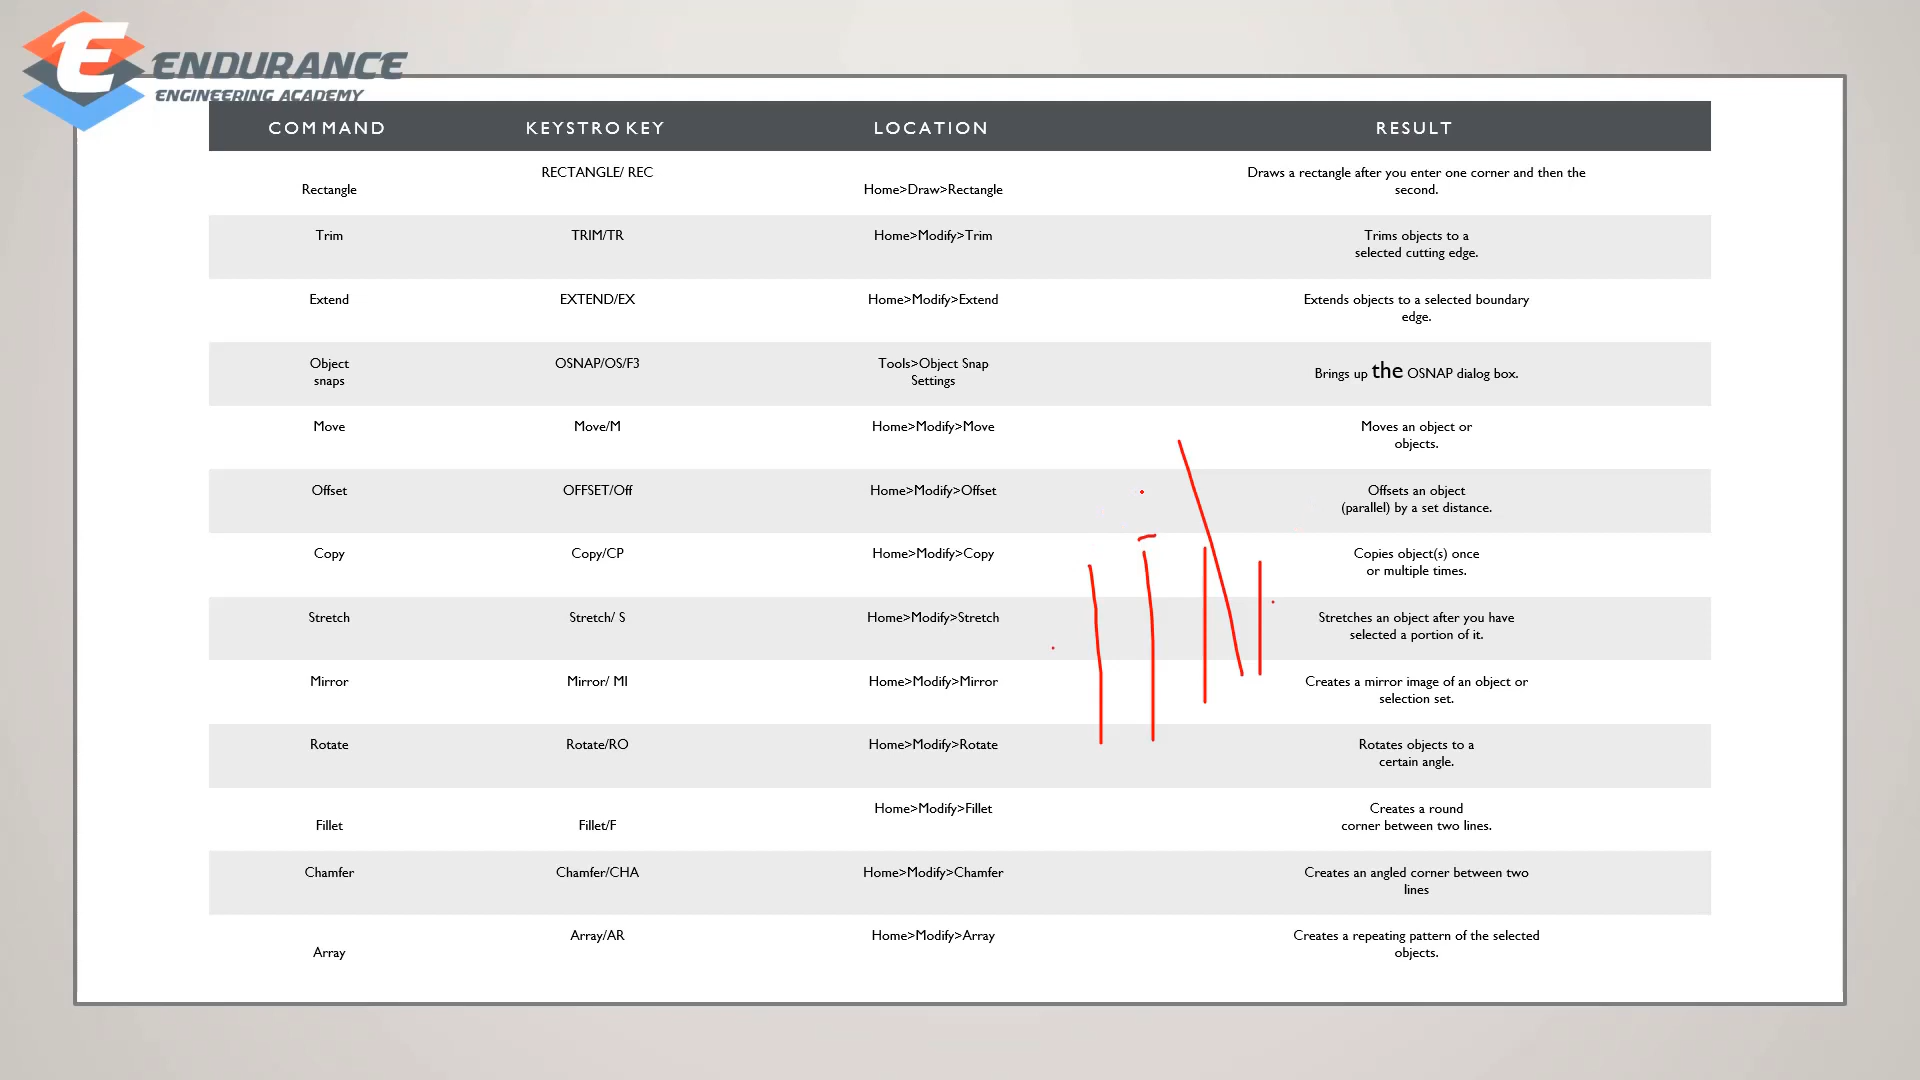 ENDURANCE
ENGINEERING ACADEMY
COMMAND KEYSTRO KEY LOCATION RESULT
Rectangle RECTANGLE/ REC Home>Draw>Rectangle Draws a rectangle after you enter one corner and then the
second.
Trim TRIM/TR Home>Modify>Trim Trims objects to a
selected cutting edge.
Extend EXTEND/EX Home>Modify>Extend Extends objects to a selected boundary
edge.
Object OSNAP/OS/F3 Tools>Object Snap Brings up the OSNAP dialog box.
snaps Settings
Move Move/M Home>Modify>Move Moves an object or
objects.
Offset OFFSET/Off Home>Modify>Offset Offsets an object
(parallel) by a set distance.
Copy Copy/CP Home>Modify>Copy Copies object(s) once
or multiple times.
Stretch Stretch/ S Home>Modify>Stretch Stretches an object after you have
selected a portion of it.
Mirror Mirror/ MI Home>Modify>Mirror Creates a mirror image of an object or
selection set.
Rotate Rotate/RO Home>Modify>Rotate Rotates objects to a
certain angle.
Fillet Fillet/F Home>Modify>Fillet Creates a round
corner between two lines.
Chamfer Chamfer/CHA Home>Modify>Chamfer Creates an angled corner between two
lines
Array Array/AR Home>Modify>Array Creates a repeating pattern of the selected
objects.